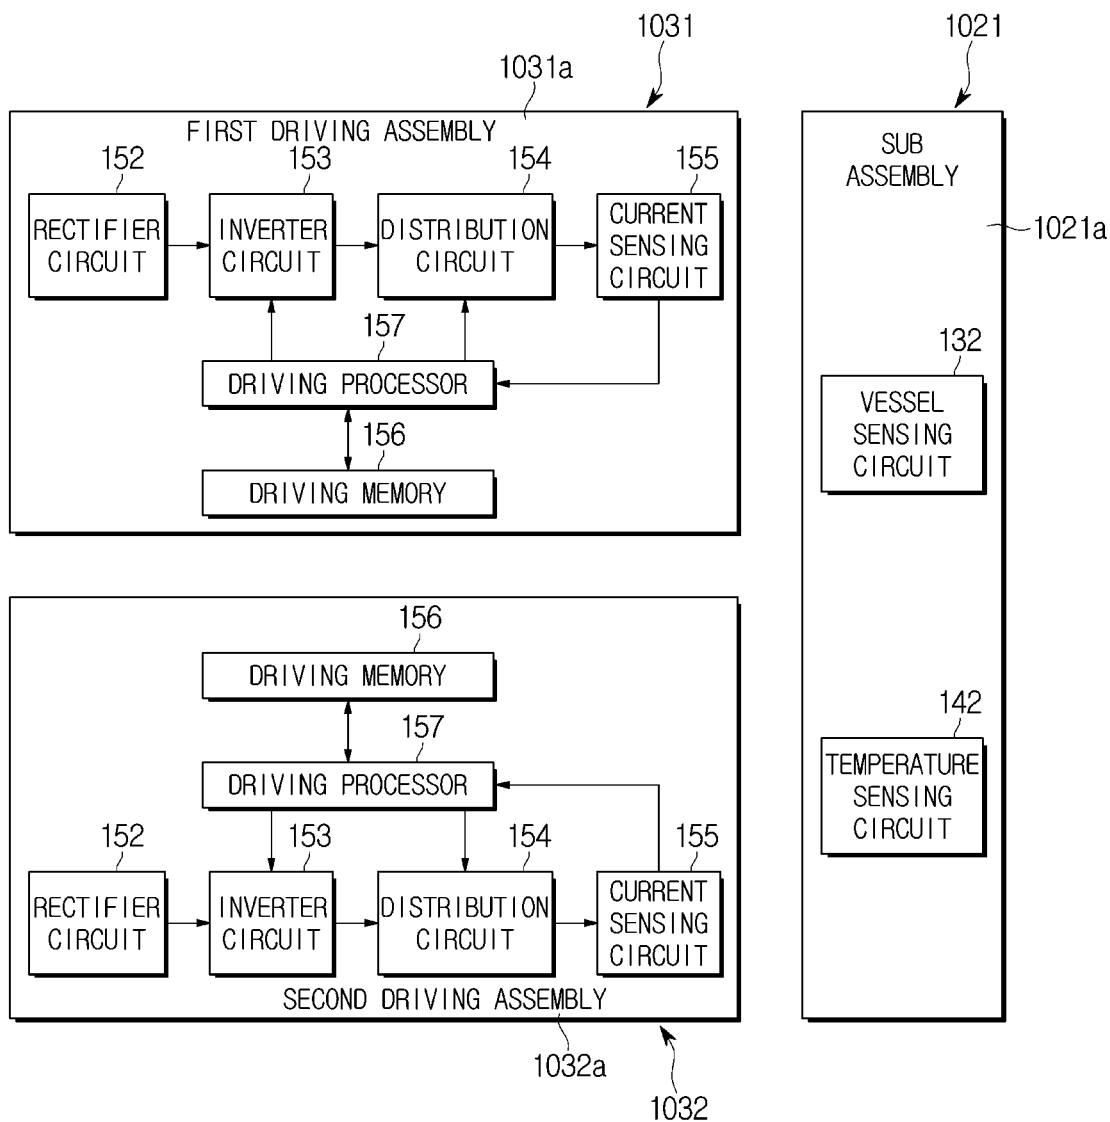 1031
1021
1031a
FIRST DRIVING ASSEMBLY
152
153
154
155
RECTIFIER
CIRCUIT
INVERTER
CIRCUIT
DISTRIBUTION
CIRCUIT
CURRENT
SENSING
CIRCUIT
157
DRIVING PROCESSOR
156
DRIVING MEMORY
SUB
ASSEMBLY
1021a
132
VESSEL
SENSING
CIRCUIT
142
TEMPERATURE
SENSING
CIRCUIT
156
DRIVING MEMORY
157
DRIVING PROCESSOR
152
153
154
155
RECTIFIER
CIRCUIT
INVERTER
CIRCUIT
DISTRIBUTION
CIRCUIT
CURRENT
SENSING
CIRCUIT
SECOND DRIVING ASSEMBLY
1032a
1032